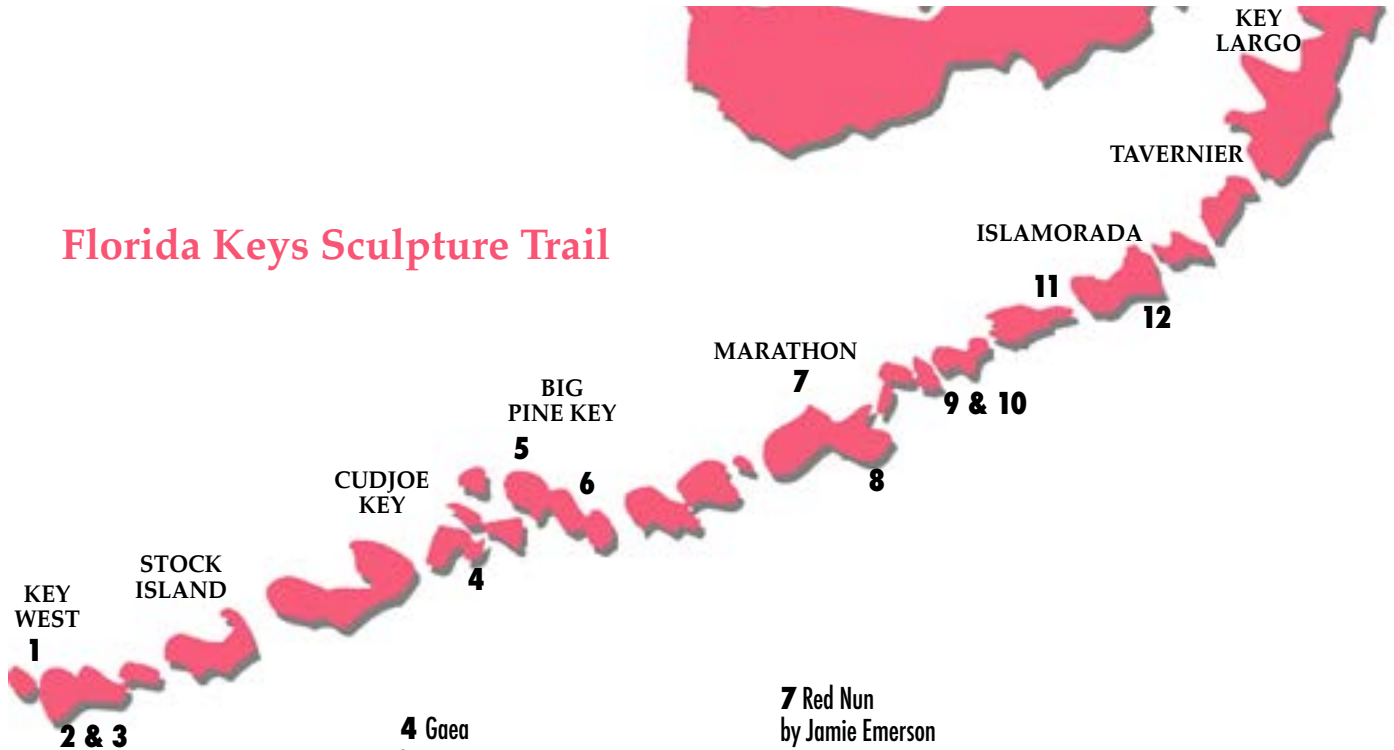 KEY
LARGO
TAVERNIER
Florida Keys Sculpture Trail
ISLAMORADA
11
12
MARATHON
7
BIG
PINE KEY
9 & 10
5
6
8
CUDJOE
KEY
4
STOCK
ISLAND
KEY
WEST
1
2 & 3
4 Gaea
7 Red Nun
by Jamie Emerson